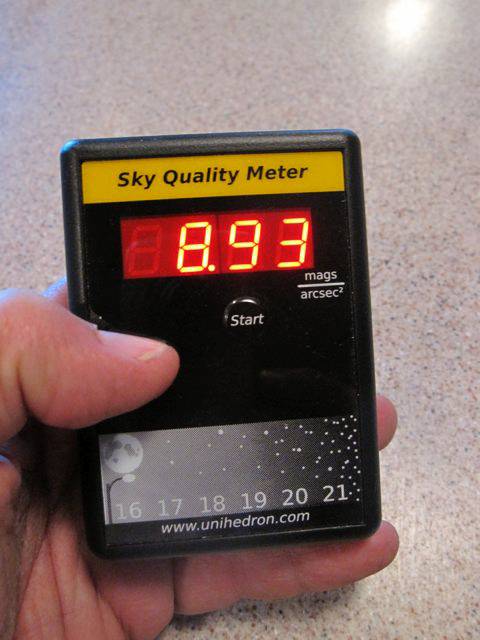 Sky Quality Meter
8.93
mags
arcsec²
Start
16 17 18 19 20 21
www.unihedron.com